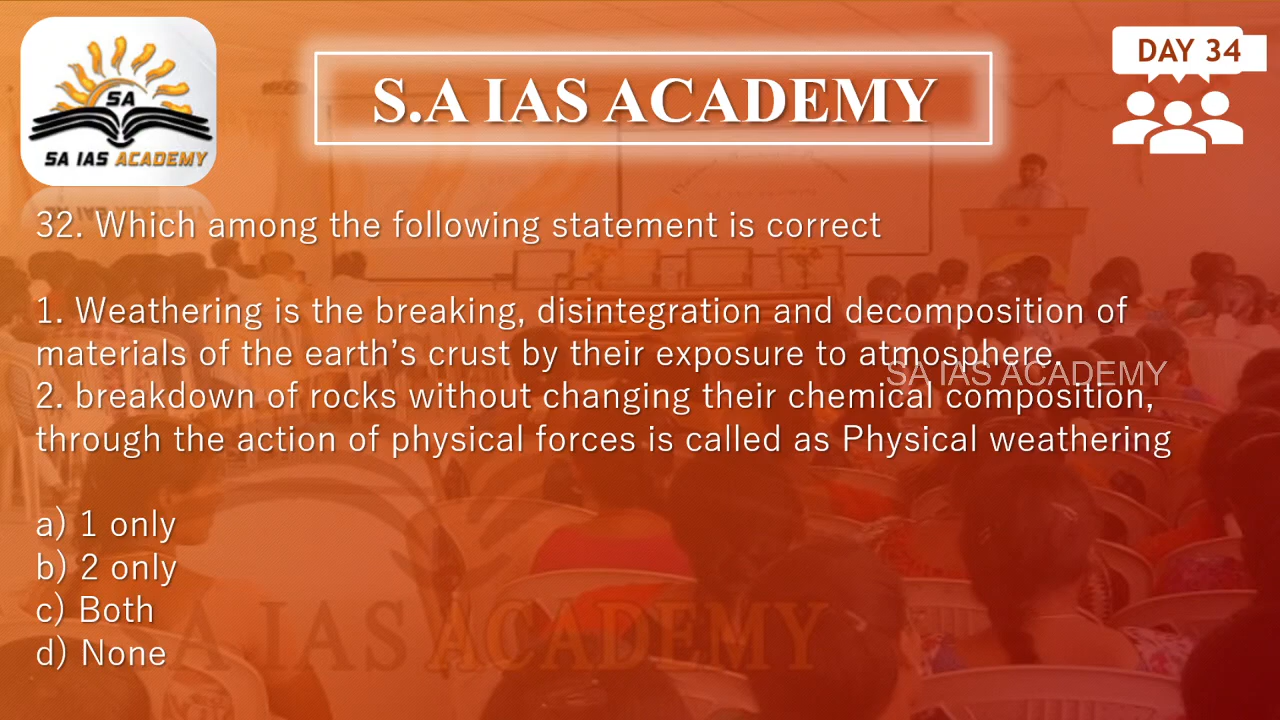 SA
SA IAS ACADEMY
S.A IAS ACADEMY
DAY 34
32. Which among the following statement is correct
1. Weathering is the breaking, disintegration and decomposition of
materials of the earth’s crust by their exposure to atmosphere.
SA IAS ACADEMY
2. breakdown of rocks without changing their chemical composition,
through the action of physical forces is called as Physical weathering
a) 1 only
b) 2 only
c) Both
d) None
SA IAS ACADEMY